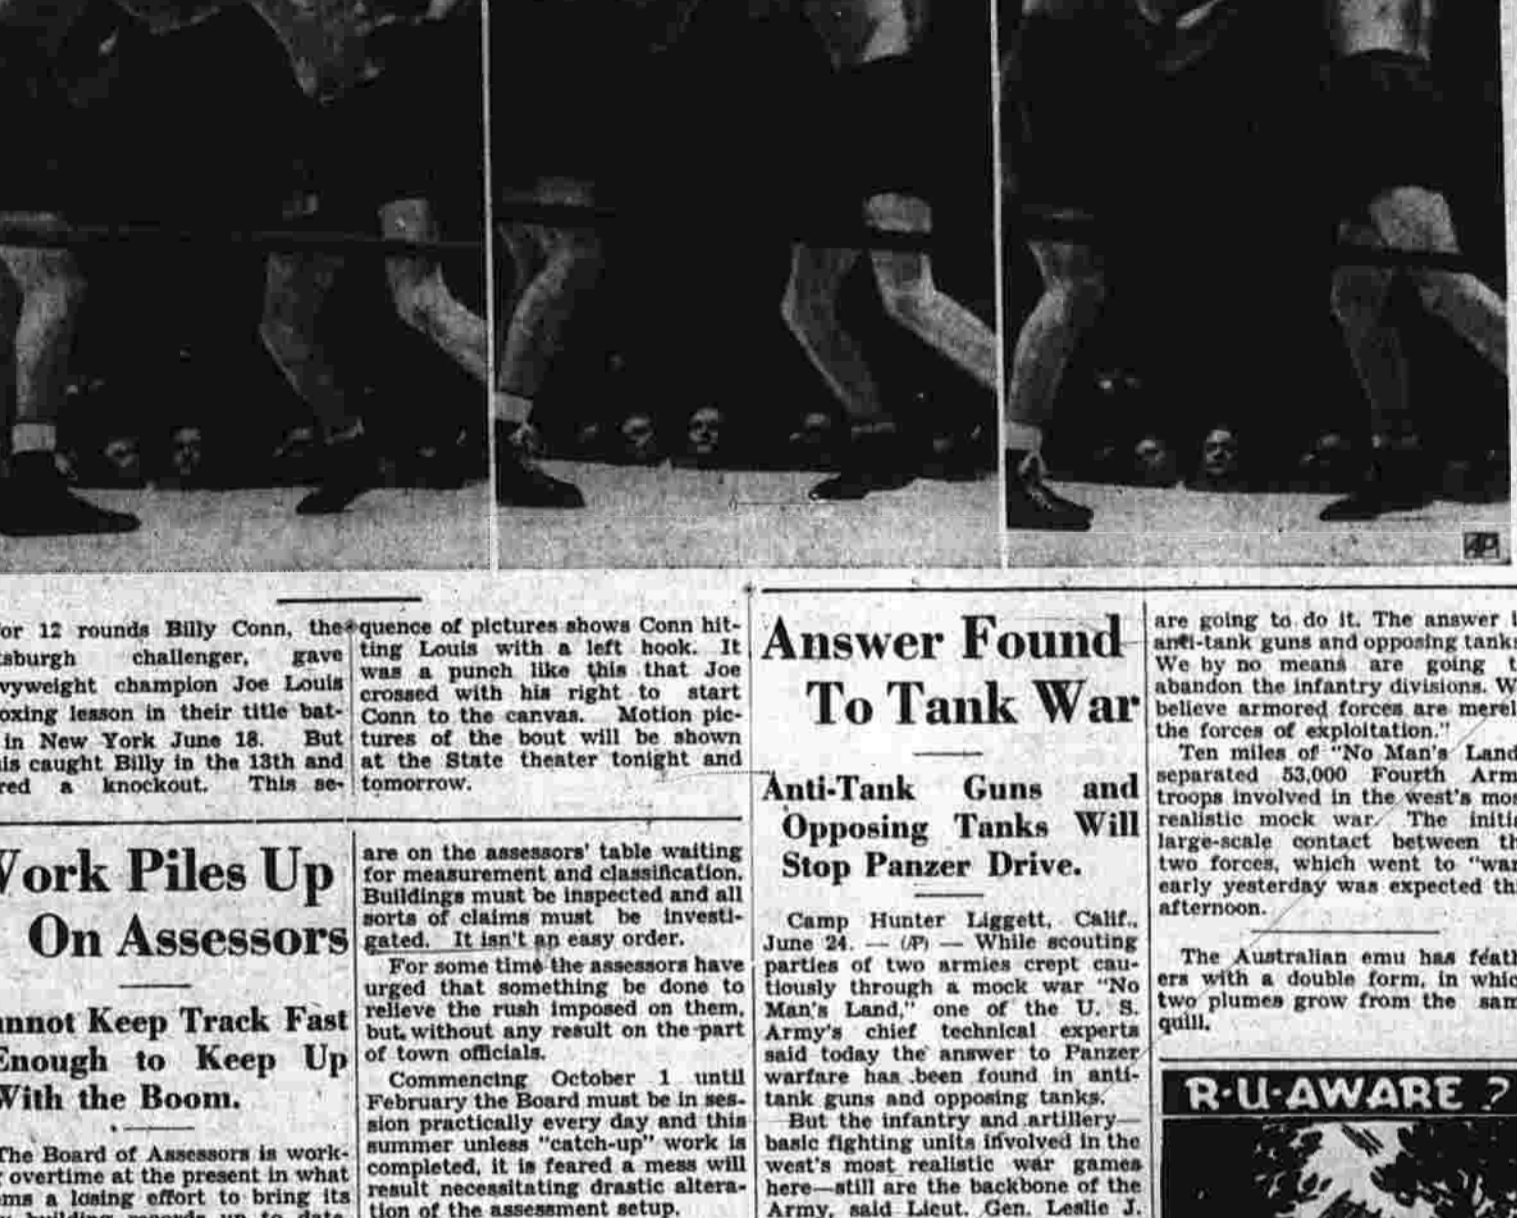 AP
or 12 rounds Billy Conn, the
sburgh challenger, gave
vyweight champion Joe Louis
oxing lesson in their title bat-
in New York June 18. But
is caught Billy in the 13th and
red a knockout. This se-
quence of pictures shows Conn hit-
ting Louis with a left hook. It
was a punch like this that Joe
crossed with his right to start
Conn to the canvas. Motion pic-
tures of the bout will be shown
at the State theater tonight and
tomorrow.
Work Piles Up
On Assessors
nnot Keep Track Fast
Enough to Keep Up
With the Boom.
The Board of Assessors is work-
overtime at the present in what
ms a losing effort to bring its
building records up to date.
are on the assessors' table waiting
for measurement and classification.
Buildings must be inspected and all
sorts of claims must be investi-
gated. It isn't an easy order.
For some time the assessors have
urged that something be done to
relieve the rush imposed on them,
but without any result on the part
of town officials.
Commencing October 1 until
February the Board must be in ses-
sion practically every day and this
summer unless "catch-up" work is
completed, it is feared a mess will
result necessitating drastic altera-
tion of the assessment setup.
Answer Found
To Tank War
Anti-Tank Guns and
Opposing Tanks Will
Stop Panzer Drive.
Camp Hunter Liggett, Calif.,
June 24. — (AP) — While scouting
parties of two armies crept cau-
tiously through a mock war "No
Man's Land," one of the U. S.
Army's chief technical experts
said today the answer to Panzer
warfare has been found in anti-
tank guns and opposing tanks.
But the infantry and artillery—
basic fighting units involved in the
west's most realistic war games
here—still are the backbone of the
Army, said Lieut. Gen. Leslie J.
are going to do it. The answer i
anti-tank guns and opposing tanks
We by no means are going t
abandon the infantry divisions. W
believe armored forces are merel
the forces of exploitation."
Ten miles of "No Man's Land
separated 53,000 Fourth Arm
troops involved in the west's mos
realistic mock war. The initia
large-scale contact between th
two forces, which went to "war
early yesterday was expected thi
afternoon.
The Australian emu has feath
ers with a double form, in whic
two plumes grow from the sam
quill.
R-U-AWARE ?